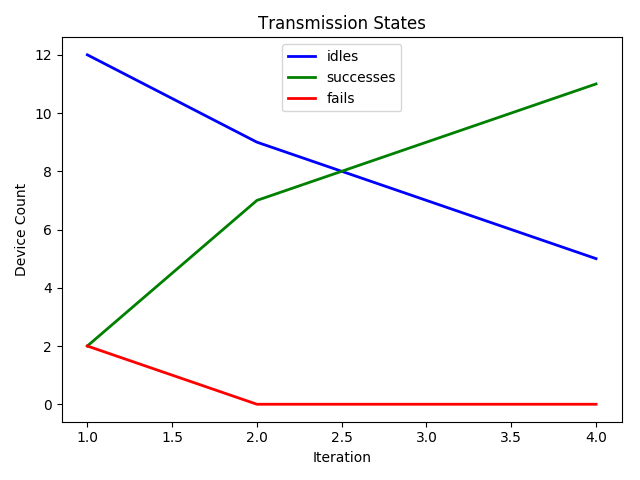 Transmission States
idles
successes
fails
Device Count
12
10
8
6
4
2
0
1.0 1.5 2.0 2.5 3.0 3.5 4.0
Iteration